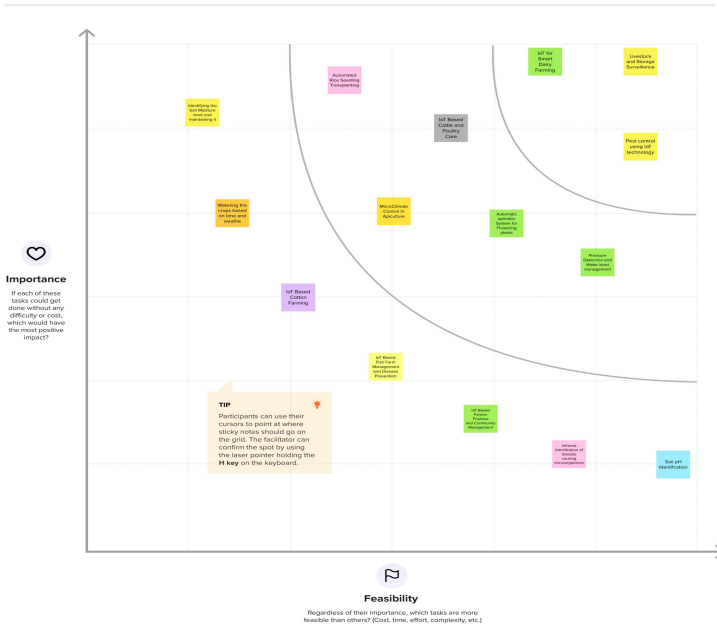 IoT for
Smart
Dairy
Farming
Livestock
and Storage
Surveillance
Automated
Rice Seedling
Transplanting
Identifying the
Soil Moisture
level and
maintaining it
IoT Based
Cattle and
Poultry
Care
Pest control
using IoT
technology
Watering the
crops based
on time and
weathe
MicroClimate
Control in
Apiculture
Automatic
sprinkler
System for
Flowering
plants
Pressure
Detection and
Water level
management
Importance
If each of these
tasks could get
done without any
difficulty or cost,
which would have
the most positive
impact?
IoT Based
Cotton
Farming
IoT Based
Fish Farm
Management
and Disease
Prevention
TIP
Participants can use their
cursors to point at where
sticky notes should go on
the grid. The facilitator can
confirm the spot by using
the laser pointer holding the
H key on the keyboard.
IoT Based
Farmer
Produce
and Community
Management
Infrared
Identification of
disease
causing
microorganisms
Soil pH
Identifcation
Feasibility
Regardless of their importance, which tasks are more
feasible than others? (Cost, time, effort, complexity, etc.)